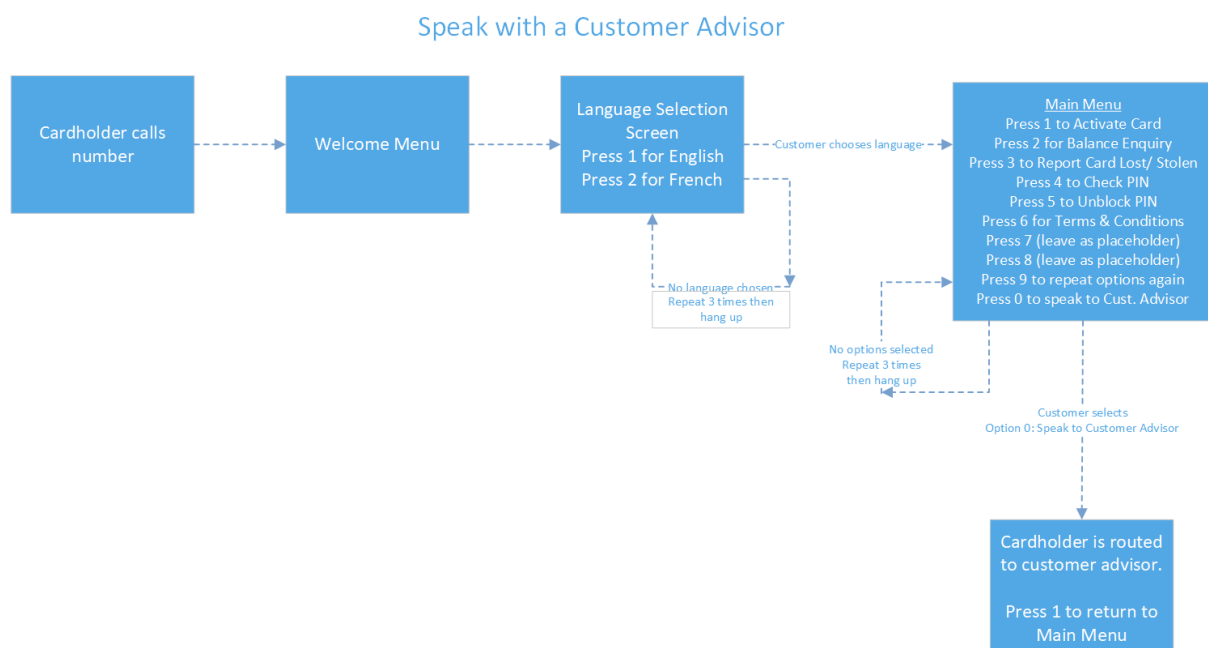 Speak with a Customer Advisor
Cardholder calls
number
Welcome Menu
Language Selection
Screen
Press 1 for English
Press 2 for French
Customer chooses language
No language chosen
Repeat 3 times then
hang up
Main Menu
Press 1 to Activate Card
Press 2 for Balance Enquiry
Press 3 to Report Card Lost/ Stolen
Press 4 to Check PIN
Press 5 to Unblock PIN
Press 6 for Terms & Conditions
Press 7 (leave as placeholder)
Press 8 (leave as placeholder)
Press 9 to repeat options again
Press 0 to speak to Cust. Advisor
No options selected
Repeat 3 times
then hang up
Customer selects
Option 0: Speak to Customer Advisor
Cardholder is routed
to customer advisor.
Press 1 to return to
Main Menu